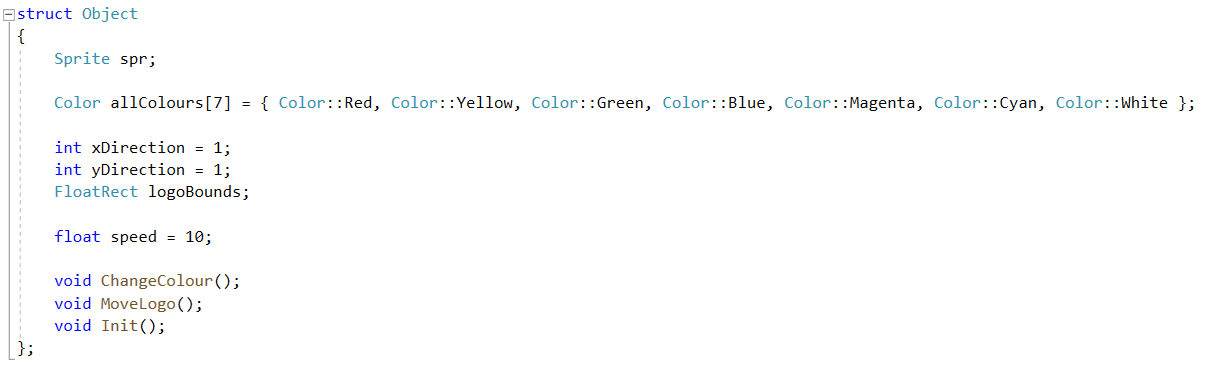 struct Object
{
Sprite spr;
Color allColours[7] = { Color::Red, Color::Yellow, Color::Green, Color::Blue, Color::Magenta, Color::Cyan, Color::White };
int xDirection = 1;
int yDirection = 1;
FloatRect logoBounds;
float speed = 10;
void ChangeColour();
void MoveLogo();
void Init();
};